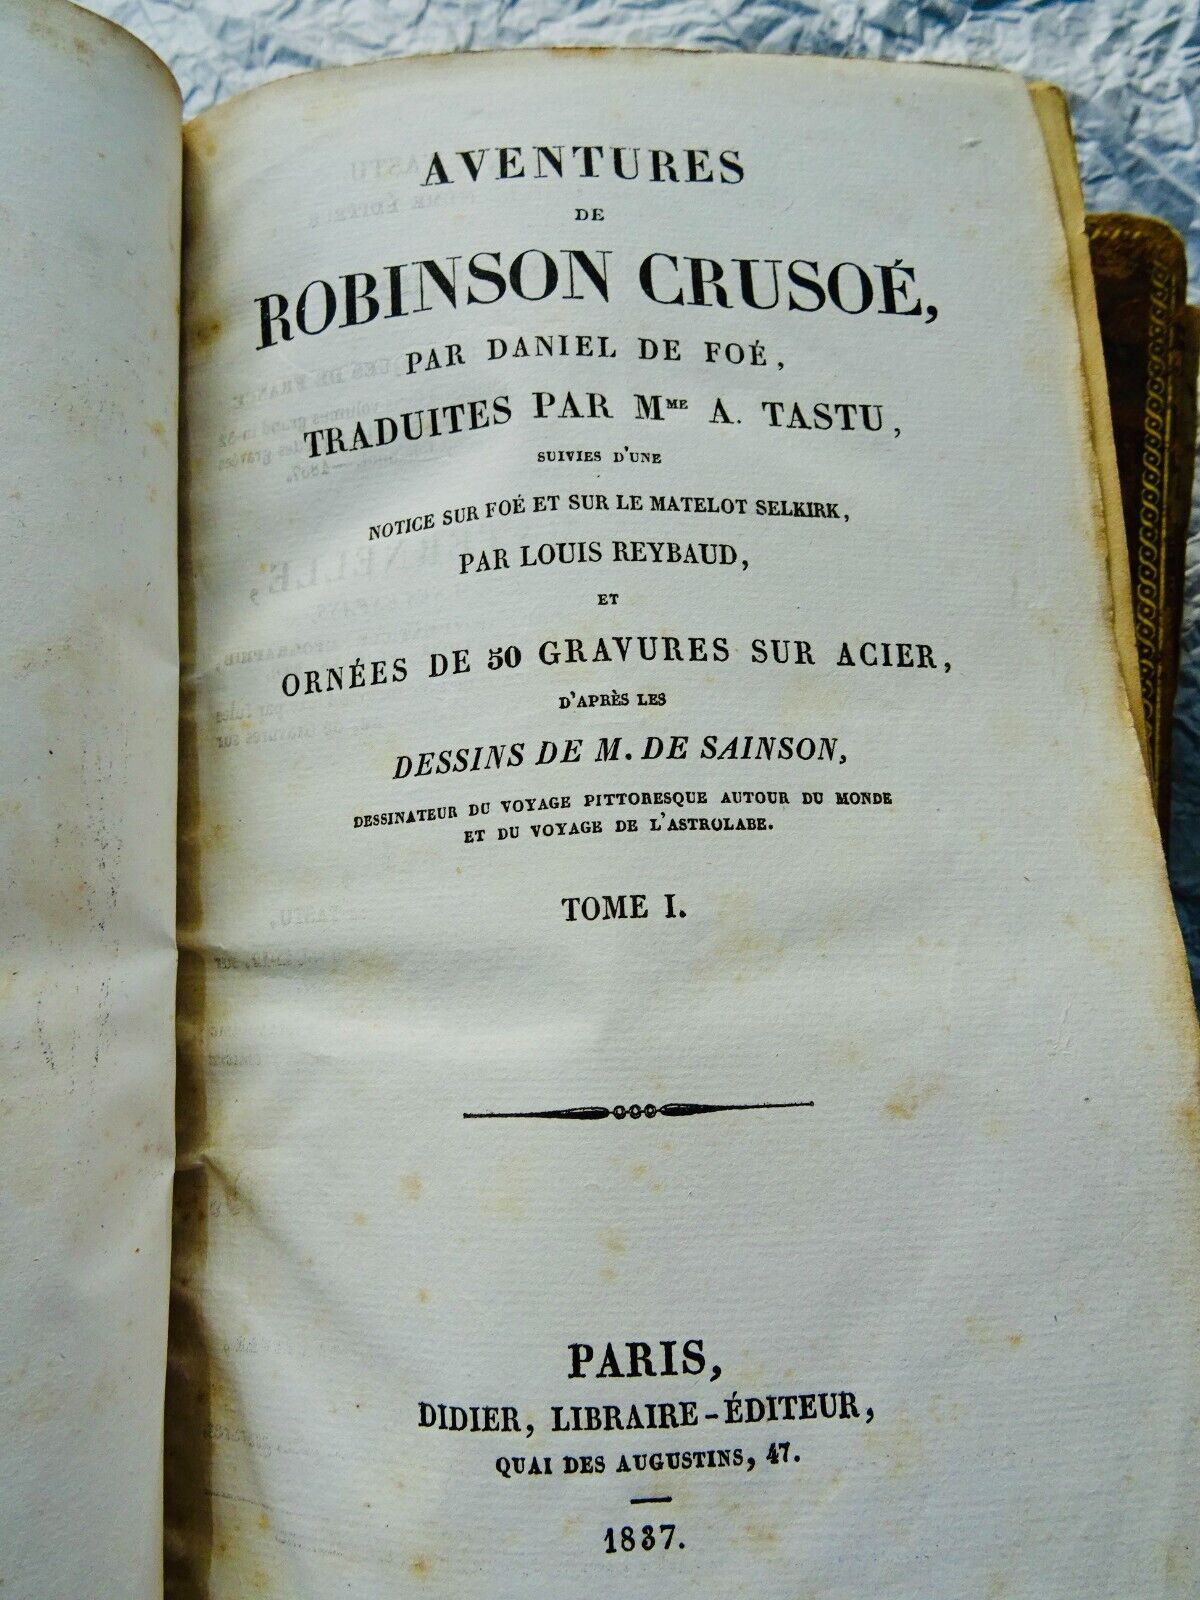 AVENTURES
DE
ROBINSON CRUSOÉ,
PAR DANIEL DE FOÉ,
TRADUITES PAR MME A. TASTU,
SUIVIES D'UNE
NOTICE SUR FOÉ ET SUR LE MATELOT SELKIRK,
PAR LOUIS REYBAUD,
ET
ORNÉES DE 50 GRAVURES SUR ACIER,
D'APRÈS LES
DESSINS DE M. DE SAINSON,
DESSINATEUR DU VOYAGE PITTORESQUE AUTOUR DU MONDE
ET DU VOYAGE DE L'ASTROLABE.
TOME I.
PARIS,
DIDIER, LIBRAIRE-ÉDITEUR,
QUAI DES AUGUSTINS, 47.
1837.